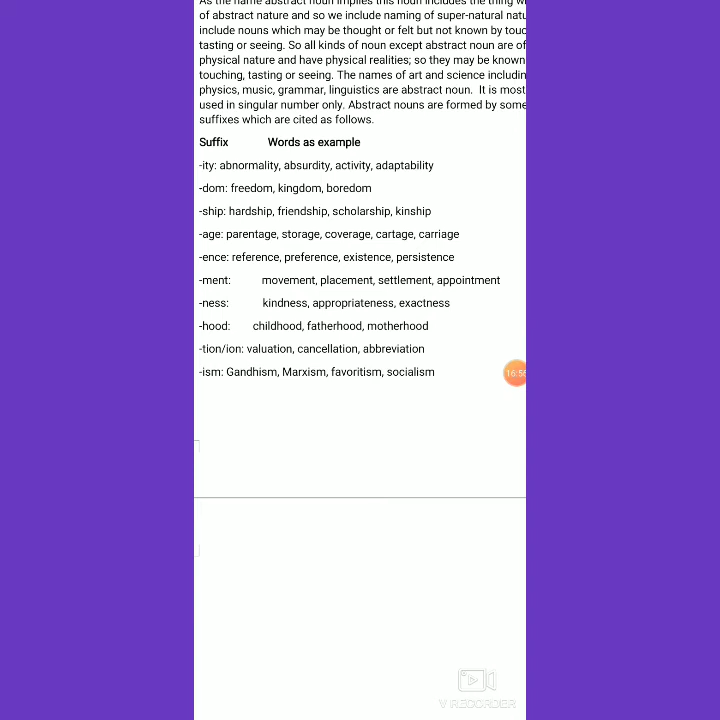 As the name abstract noun implies this noun includes the thing
of abstract nature and so we include naming of super-natural
include nouns which may be thought or felt but not known by
tasting or seeing. So all kinds of noun except abstract noun are of
physical nature and have physical realities; so they may be known
touching, tasting or seeing. The names of art and science
physics, music, grammar, linguistics are abstract noun. It is most
used in singular number only. Abstract nouns are formed by some
suffixes which are cited as follows.
Suffix Words as example
-ity: abnormality, absurdity, activity, adaptability
-dom: freedom, kingdom, boredom
-ship: hardship, friendship, scholarship, kinship
-age: parentage, storage, coverage, cartage, carriage
-ence: reference, preference, existence, persistence
-ment: movement, placement, settlement, appointment
-ness: kindness, appropriateness, exactness
-hood: childhood, fatherhood, motherhood
-tion/ion: valuation, cancellation, abbreviation
-ism: Gandhism, Marxism, favoritism, socialism
16:56
V RECORDER